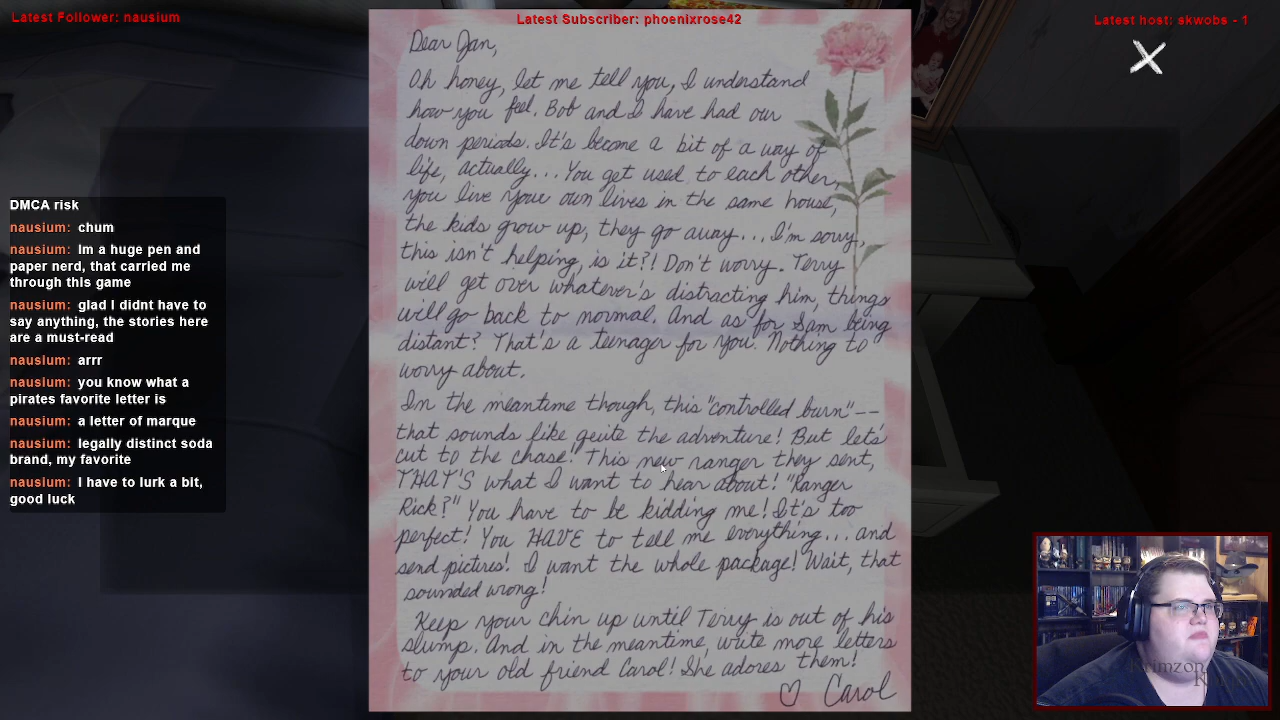 Latest Follower: nausium
Latest Subscriber: phoenixrose42
Latest host: skwobs - 1
DMCA risk
nausium: chum
nausium: Im a huge pen and
paper nerd, that carried me
through this game
nausium: glad I didnt have to
say anything, the stories here
are a must-read
nausium: arrr
nausium: you know what a
pirates favorite letter is
nausium: a letter of marque
nausium: legally distinct soda
brand, my favorite
nausium: I have to lurk a bit,
good luck
Dear Jan,
Oh honey, let me tell you, I understand
how you feel. Bob and I have had our
down periods. It's become a bit of a way of
life, actually... You get used to each other,
you live your own lives in the same house,
the kids grow up, they go away... I'm sorry,
this isn't helping, is it?! Don't worry. Terry
will get over whatever's distracting him, things
will go back to normal. And as for Sam being
distant? That's a teenager for you. Nothing to
worry about.
In the meantime though, this "controlled burn"--
that sounds like quite the adventure! But let's
cut to the chase! This new ranger they sent,
THAT'S what I want to hear about! "Ranger
Rick?" You have to be kidding me! It's too
perfect! You HAVE to tell me everything... and
send pictures! I want the whole package! Wait, that
sounded wrong!
Keep your chin up until Terry is out of his
slump. And in the meantime, write more letters
to your old friend Carol! She adores them!
♡ Carol